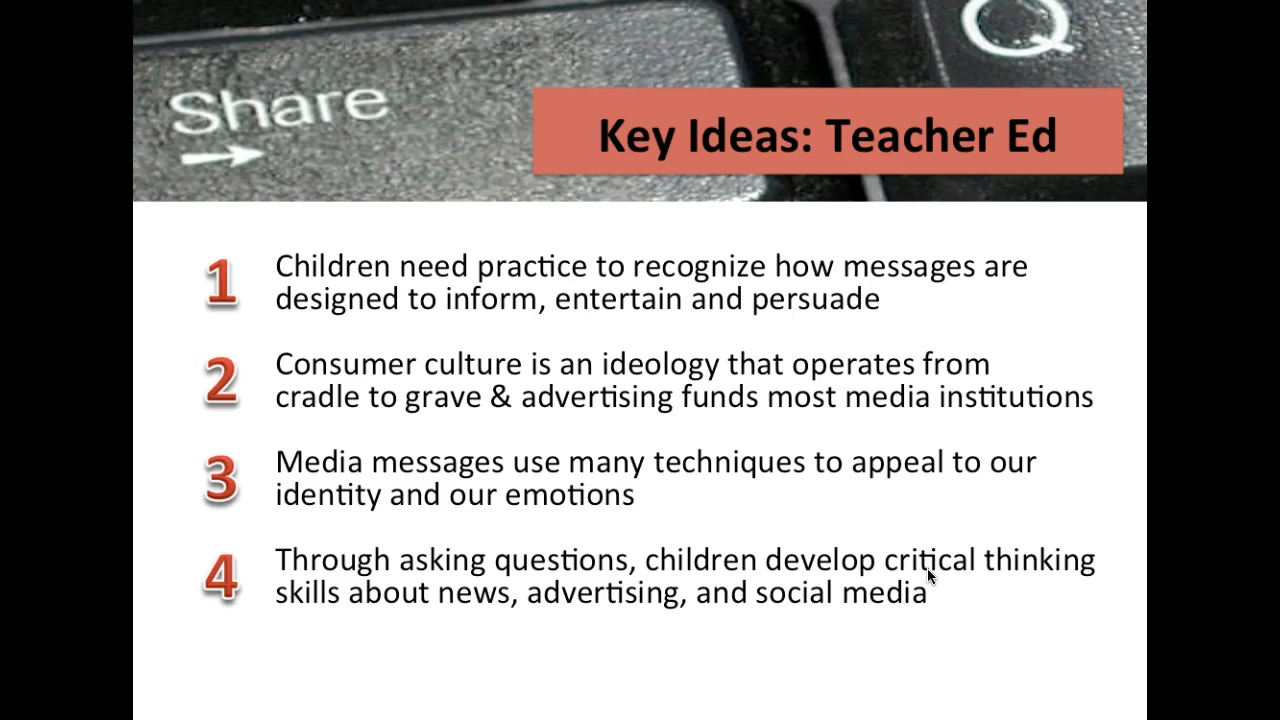 Share
Q
Key Ideas: Teacher Ed
1 Children need practice to recognize how messages are
designed to inform, entertain and persuade
2 Consumer culture is an ideology that operates from
cradle to grave & advertising funds most media institutions
3 Media messages use many techniques to appeal to our
identity and our emotions
4 Through asking questions, children develop critical thinking
skills about news, advertising, and social media